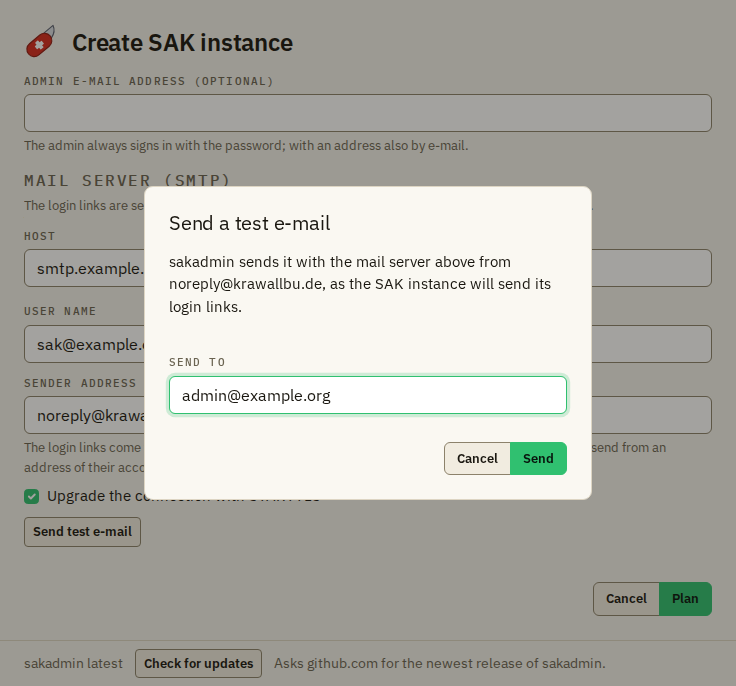 Create SAK instance
ADMIN E-MAIL ADDRESS (OPTIONAL)
The admin always signs in with the password; with an address also by e-mail.
MAIL SERVER (SMTP)
The login links are se
HOST
smtp.example.
USER NAME
sak@example.
SENDER ADDRESS
noreply@krawa
The login links come
send from an
address of their acco
Upgrade the
Send test e-mail
Send a test e-mail
sakadmin sends it with the mail server above from
noreply@krawallbu.de, as the SAK instance will send its
login links.
SEND TO
admin@example.org
Cancel Send
Cancel Plan
sakadmin latest Check for updates Asks github.com for the newest release of sakadmin.